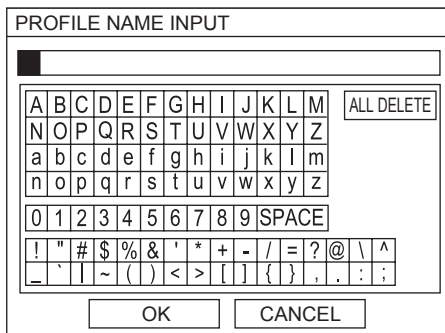 PROFILE NAME INPUT
A B C D E F G H I J K L M ALL DELETE
N O P Q R S T U V W X Y Z
a b c d e f g h i j k l m
n o p q r s t u v w x y z
0 1 2 3 4 5 6 7 8 9 SPACE
! " # $ % & ' * + - / = ? @ \ ^
_ ` | ~ ( ) < > [ ] { } , . : ;
OK CANCEL